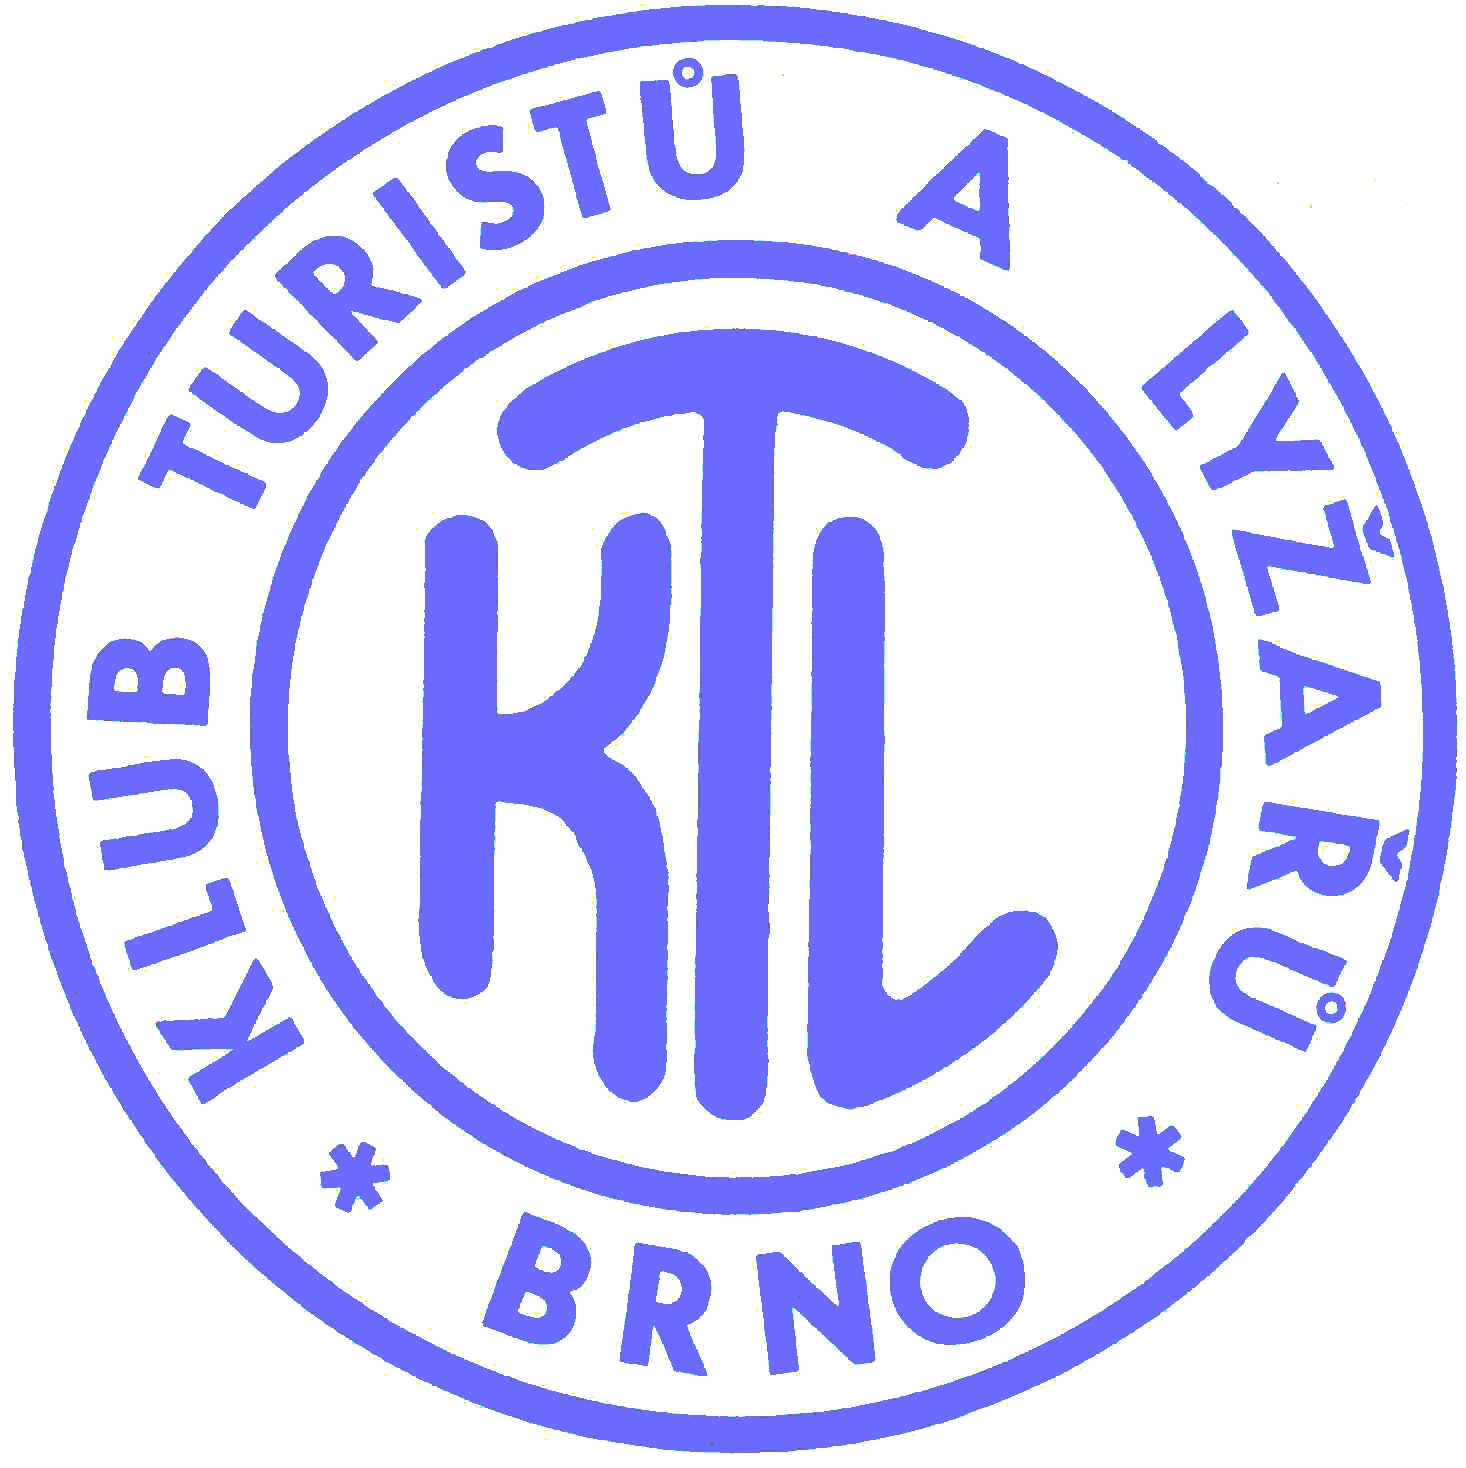 KLUB TURISTŮ A LYŽAŘŮ
* BRNO *
KTL